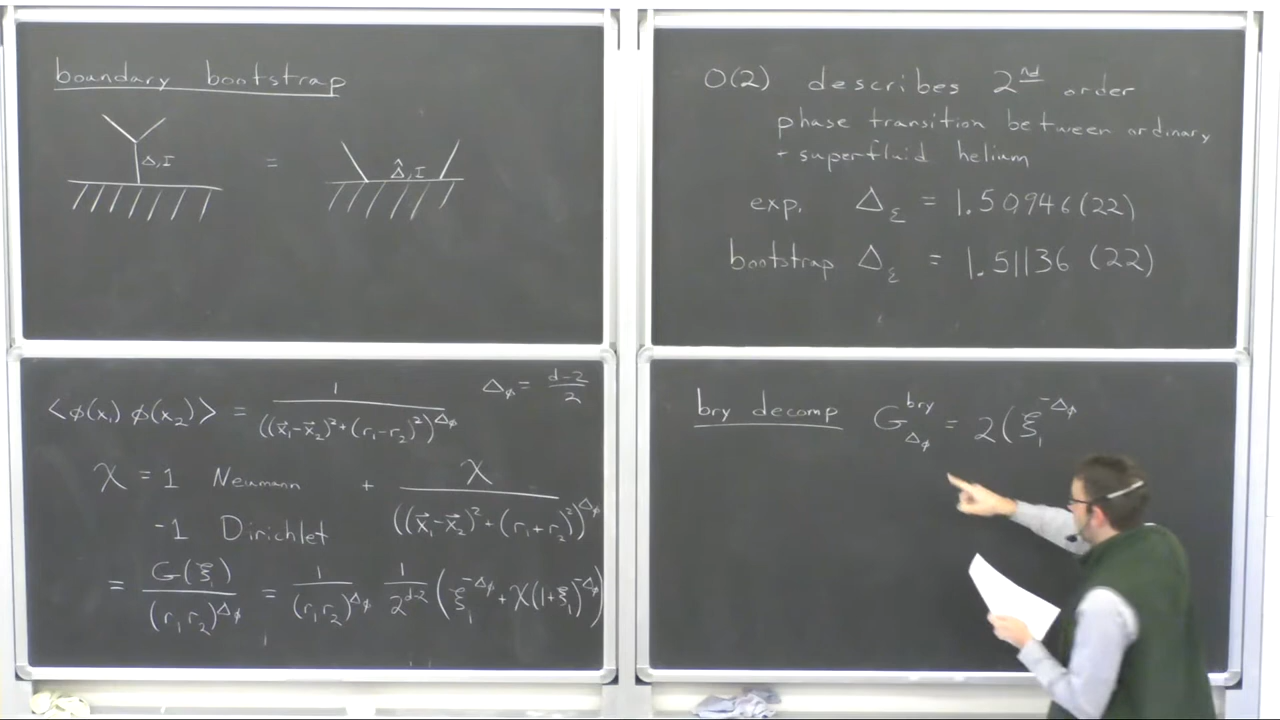 boundary bootstrap
Δ, I = Δ̂, I
⟨φ(x₁) φ(x₂)⟩ = 1 / ((x⃗₁-x⃗₂)²+(r₁-r₂)²)^Δφ    Δφ = (d-2)/2
χ = 1 Neumann + χ / ((x⃗₁-x⃗₂)²+(r₁+r₂)²)^Δφ
-1 Dirichlet
= G(ξ) / (r₁r₂)^Δφ = 1/(r₁r₂)^Δφ 1/2^(d-2) (ξ₁^-Δφ + χ(1+ξ₁)^-Δφ)
O(2) describes 2nd order
phase transition between ordinary
+ superfluid helium
exp. Δ_ε = 1.50946(22)
bootstrap Δ_ε = 1.51136 (22)
bry decomp G^bry_Δφ = 2(ξ₁^-Δφ